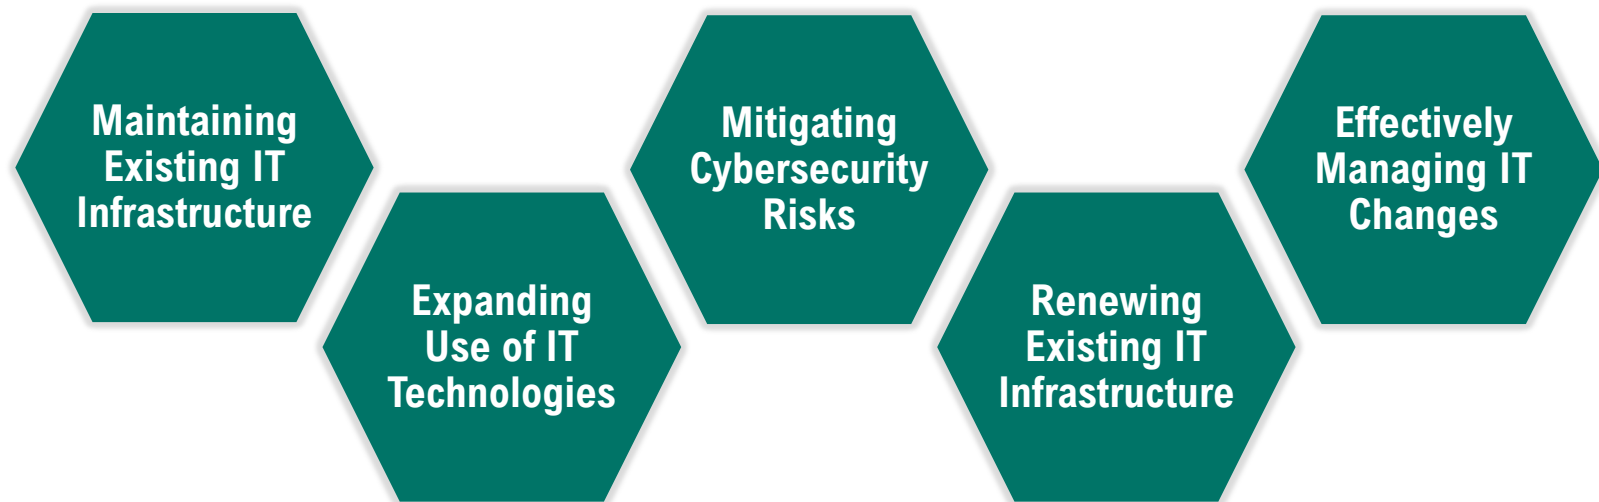 Maintaining
Existing IT
Infrastructure
Expanding
Use of IT
Technologies
Mitigating
Cybersecurity
Risks
Renewing
Existing IT
Infrastructure
Effectively
Managing IT
Changes